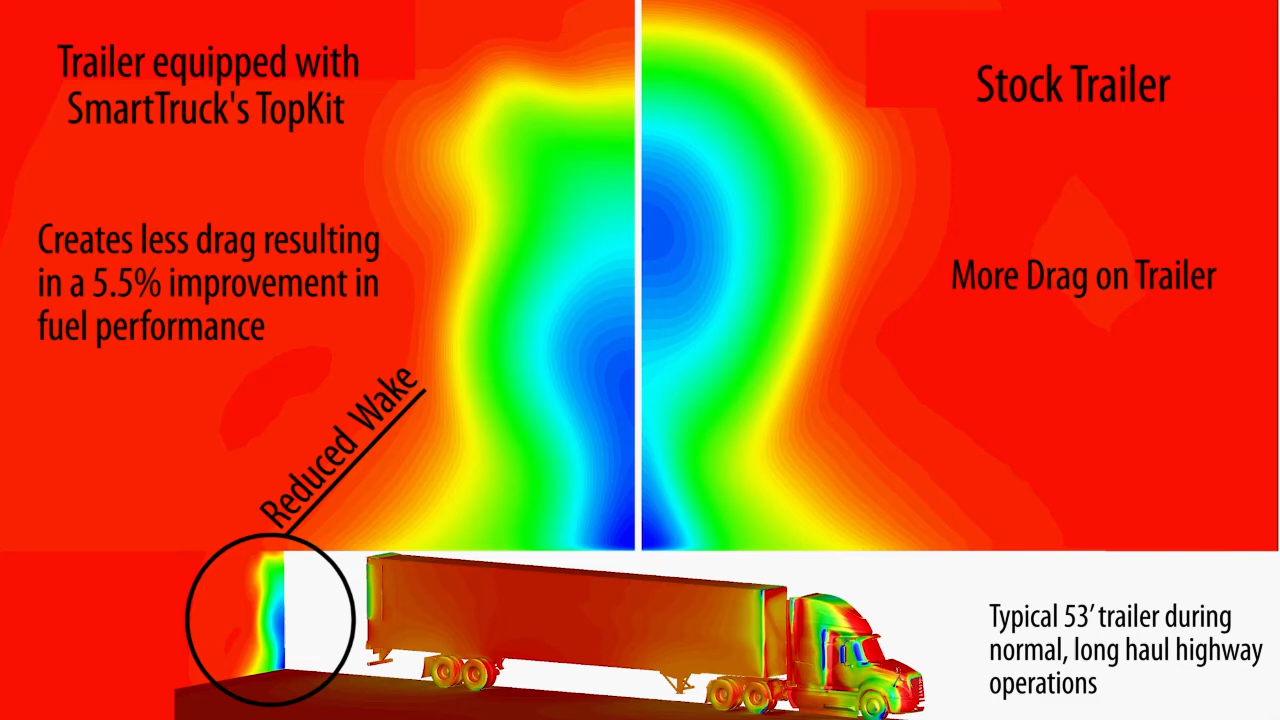 Trailer equipped with
SmartTruck's TopKit
Creates less drag resulting
in a 5.5% improvement in
fuel performance
Reduced Wake
Stock Trailer
More Drag on Trailer
Typical 53' trailer during
normal, long haul highway
operations